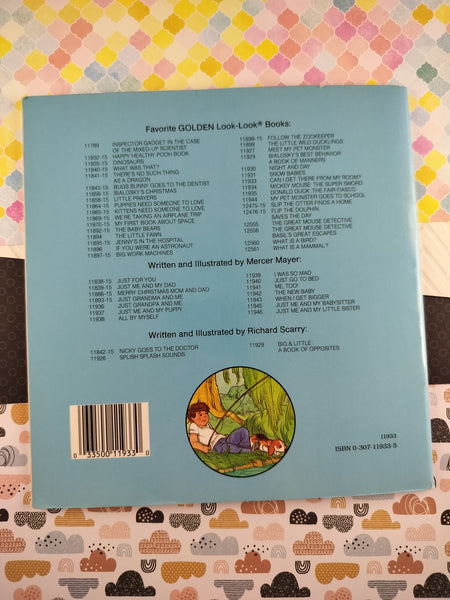 Favorite GOLDEN Look-Look® Books:
11789 INSPECTOR GADGET IN THE CASE
OF THE MIXED-UP SCIENTIST
11832-15 HAPPY HEALTHY POOH BOOK
11835-15 DINOSAURS
11840-15 WHAT WAS THAT?
11841-15 THERE'S NO SUCH THING
AS A DRAGON
11843-15 BUGS BUNNY GOES TO THE DENTIST
11856-15 BIALOSKY'S CHRISTMAS
11858-15 LITTLE PRAYERS
11863-15 PUPPIES NEED SOMEONE TO LOVE
11864-15 KITTENS NEED SOMEONE TO LOVE
11869-15 WE'RE TAKING AN AIRPLANE TRIP
11870-15 MY FIRST BOOK ABOUT SPACE
11892 THE BABY BEARS
11894 THE LITTLE FAWN
11895-15 JENNY'S IN THE HOSPITAL
11896 IF YOU WERE AN ASTRONAUT
11897-15 BIG WORK MACHINES
11898-15 FOLLOW THE ZOOKEEPER
11899 THE LITTLE WILD DUCKLINGS
11927 MEET PET MONSTER
11929 BIALOSKY'S BEST BEHAVIOR
A BOOK OF MANNERS
11930 NIGHT AND DAY
11931 SNOW BABIES
11933 CAN I GET THERE FROM MY ROOM?
11934 MICKEY MOUSE: THE SUPER SWORD
11935 DONALD DUCK: THE FAIR FIASCO
11944 MY PET MONSTER GOES TO SCHOOL
12475-15 SLIP THE OTTER FINDS A HOME
12476-15 FLIP THE DOLPHIN
SAVES THE DAY
12555 THE GREAT MOUSE DETECTIVE
12556 THE GREAT MOUSE DETECTIVE
BASIL'S GREAT ESCAPES
12560 WHAT IS A BIRD?
12561 WHAT IS A MAMMAL?
Written and Illustrated by Mercer Mayer:
11838-15 JUST FOR YOU
11839-15 JUST ME AND MY DAD
11886-15 MERRY CHRISTMAS MOM AND DAD
11893-15 JUST GRANDMA AND ME
11936 JUST GRANDPA AND ME
11937 JUST ME AND MY PUPPY
11938 ALL BY MYSELF
11939 I WAS SO MAD
11940 JUST GO TO BED
11941 ME, TOO!
11942 THE NEW BABY
11943 WHEN I GET BIGGER
11945 JUST ME AND MY BABYSITTER
11946 JUST ME AND MY LITTLE SISTER
Written and Illustrated by Richard Scarry:
11842-15 NICKY GOES TO THE DOCTOR
11926 SPLISH SPLASH SOUNDS
11928 BIG & LITTLE:
A BOOK OF OPPOSITES
0 33500 11933 0
11933
ISBN 0-307-11933-5